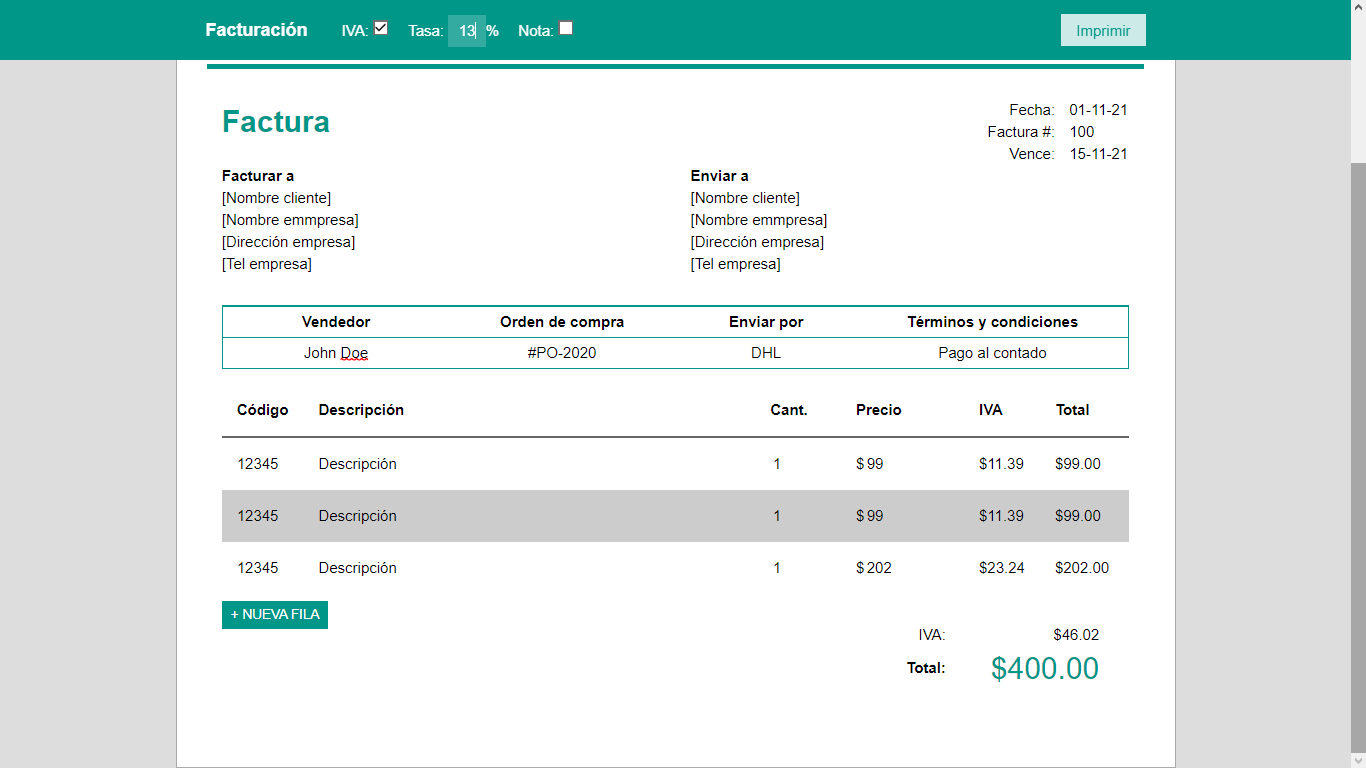 Facturación IVA: Tasa: 13 % Nota: Imprimir
Factura
Fecha: 01-11-21
Factura #: 100
Vence: 15-11-21
Facturar a
[Nombre cliente]
[Nombre emmpresa]
[Dirección empresa]
[Tel empresa]
Enviar a
[Nombre cliente]
[Nombre emmpresa]
[Dirección empresa]
[Tel empresa]
Vendedor Orden de compra Enviar por Términos y condiciones
John Doe #PO-2020 DHL Pago al contado
Código Descripción Cant. Precio IVA Total
12345 Descripción 1 $ 99 $11.39 $99.00
12345 Descripción 1 $ 99 $11.39 $99.00
12345 Descripción 1 $ 202 $23.24 $202.00
+ NUEVA FILA
IVA: $46.02
Total: $400.00